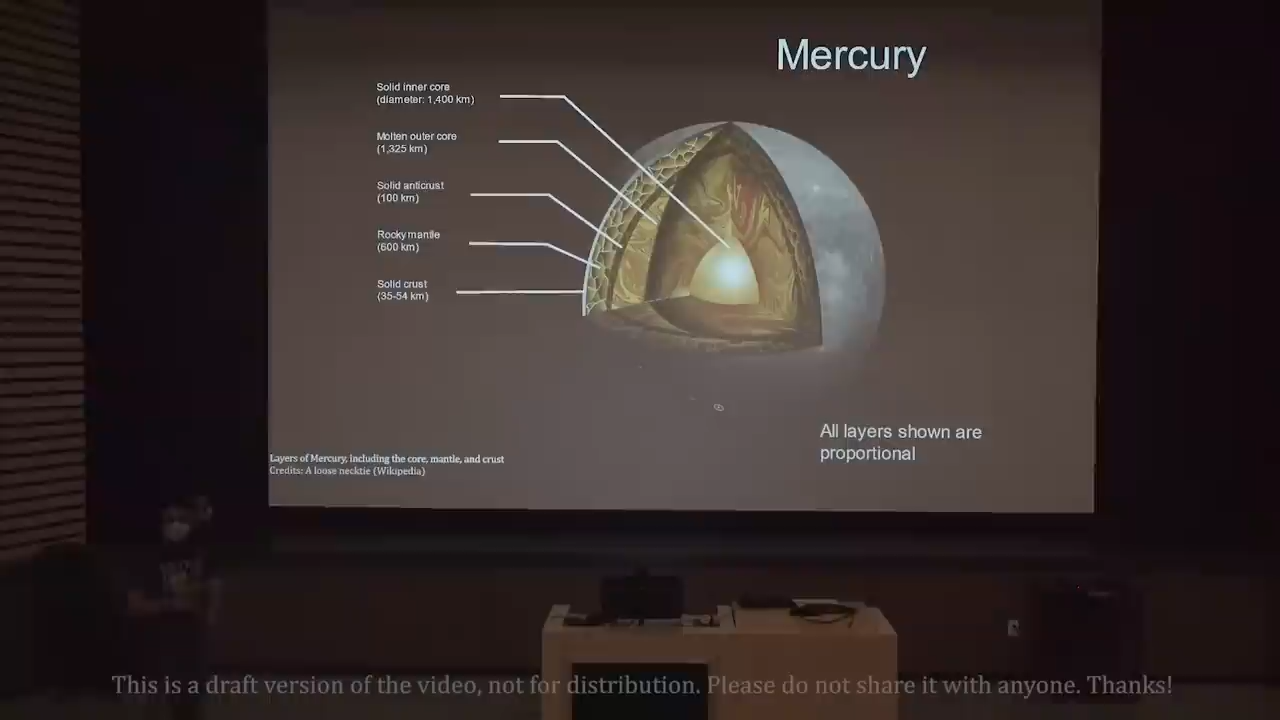 Mercury
Solid inner core
(diameter: 1,400 km)
Molten outer core
(1,325 km)
Solid anticrust
(100 km)
Rocky mantle
(600 km)
Solid crust
(35-54 km)
All layers shown are
proportional
Layers of Mercury, including the core, mantle, and crust
Credits: A loose necktie (Wikipedia)
This is a draft version of the video, not for distribution. Please do not share it with anyone. Thanks!